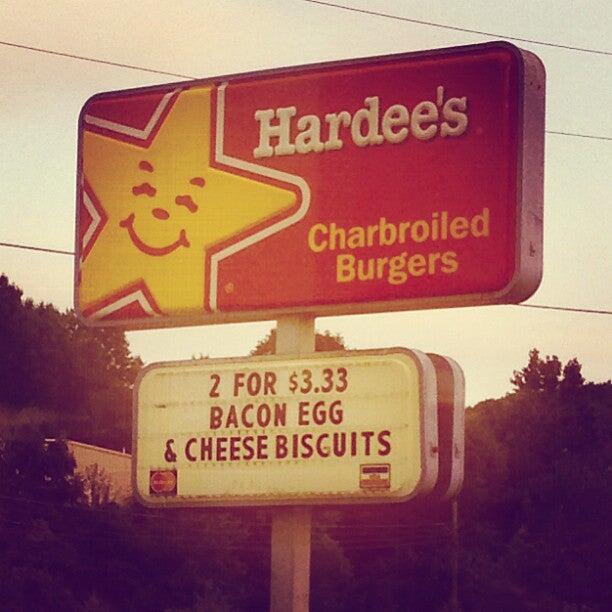 Hardee's
Charbroiled
Burgers
2 FOR $3.33
BACON EGG
& CHEESE BISCUITS